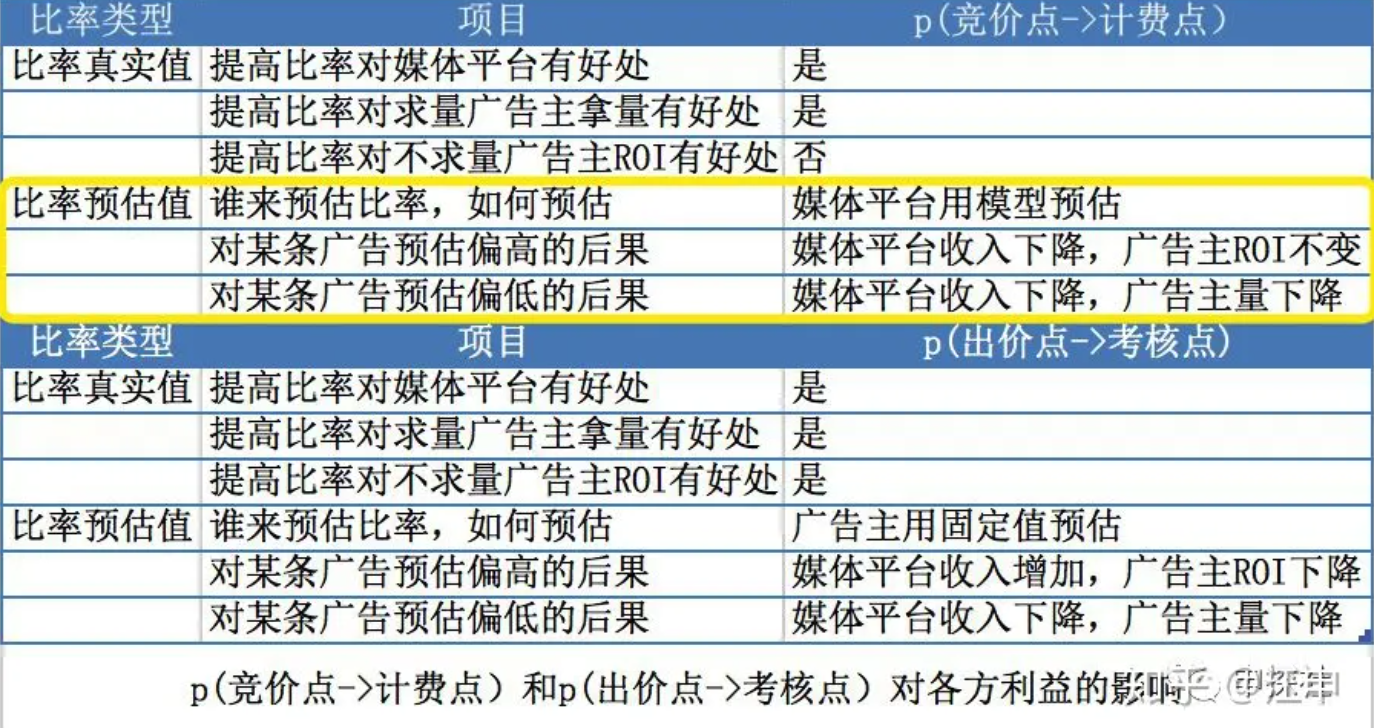 比率类型 项目 p(竞价点->计费点)
比率真实值 提高比率对媒体平台有好处 是
提高比率对求量广告主拿量有好处 是
提高比率对不求量广告主ROI有好处 否
比率预估值 谁来预估比率，如何预估 媒体平台用模型预估
对某条广告预估偏高的后果 媒体平台收入下降，广告主ROI不变
对某条广告预估偏低的后果 媒体平台收入下降，广告主量下降
比率类型 项目 p(出价点->考核点)
比率真实值 提高比率对媒体平台有好处 是
提高比率对求量广告主拿量有好处 是
提高比率对不求量广告主ROI有好处 是
比率预估值 谁来预估比率，如何预估 广告主用固定值预估
对某条广告预估偏高的后果 媒体平台收入增加，广告主ROI下降
对某条广告预估偏低的后果 媒体平台收入下降，广告主量下降
p(竞价点->计费点) 和p(出价点->考核点) 对各方利益的影响